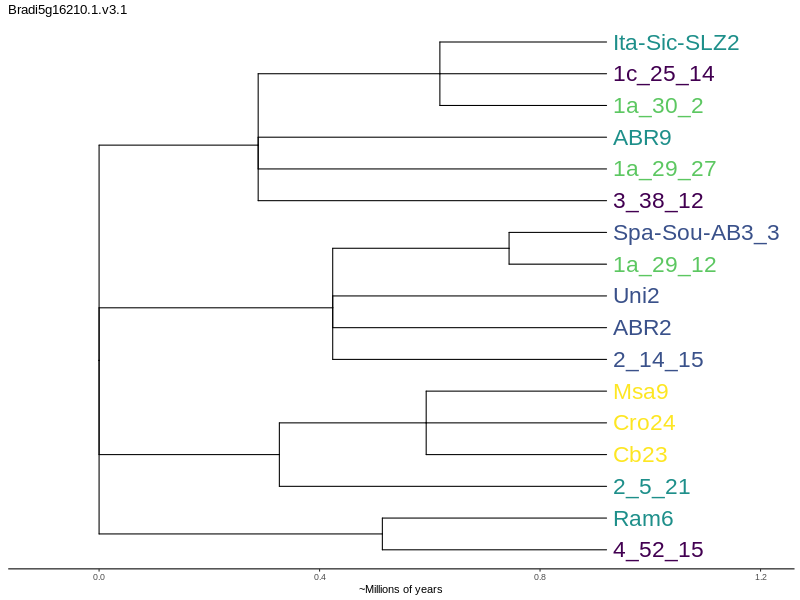 Bradi5g16210.1.v3.1
Ita-Sic-SLZ2
1c_25_14
1a_30_2
ABR9
1a_29_27
3_38_12
Spa-Sou-AB3_3
1a_29_12
Uni2
ABR2
2_14_15
Msa9
Cro24
Cb23
2_5_21
Ram6
4_52_15
0.0 0.4 0.8 1.2
~Millions of years